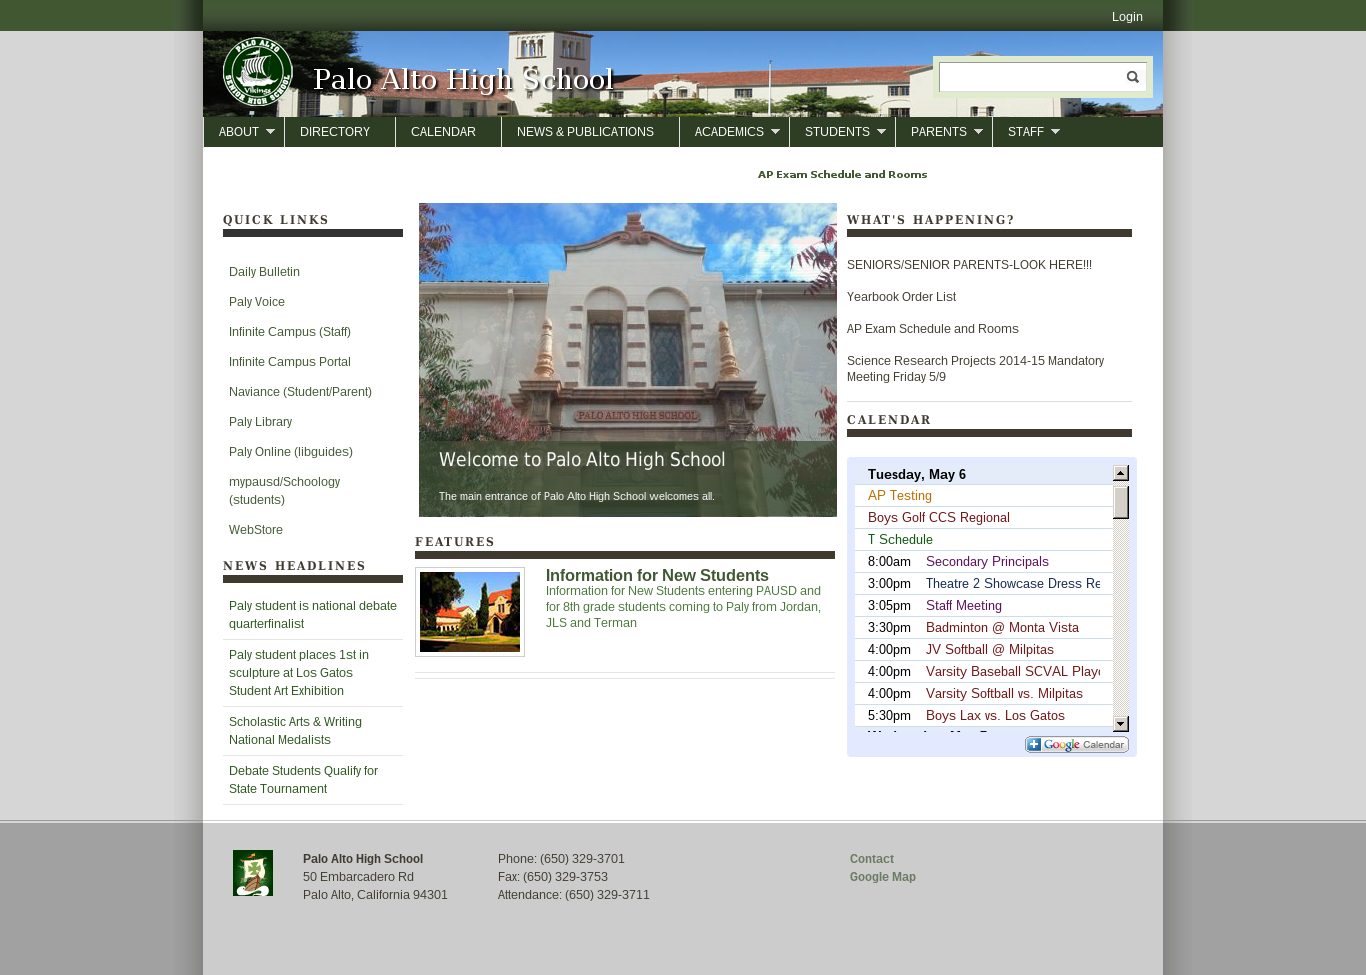 Login
PALO ALTO
Vikings
SENIOR HIGH SCHOOL
Palo Alto High School
ABOUT
DIRECTORY
CALENDAR
NEWS & PUBLICATIONS
ACADEMICS
STUDENTS
PARENTS
STAFF
AP Exam Schedule and Rooms
QUICK LINKS
Daily Bulletin
Paly Voice
Infinite Campus (Staff)
Infinite Campus Portal
Naviance (Student/Parent)
Paly Library
Paly Online (libguides)
mypausd/Schoology
(students)
WebStore
NEWS HEADLINES
Paly student is national debate
quarterfinalist
Paly student places 1st in
sculpture at Los Gatos
Student Art Exhibition
Scholastic Arts & Writing
National Medalists
Debate Students Qualify for
State Tournament
PALO ALTO HIGH SCHOOL
Welcome to Palo Alto High School
The main entrance of Palo Alto High School welcomes all.
FEATURES
Information for New Students
Information for New Students entering PAUSD and
for 8th grade students coming to Paly from Jordan,
JLS and Terman
WHAT'S HAPPENING?
SENIORS/SENIOR PARENTS-LOOK HERE!!!
Yearbook Order List
AP Exam Schedule and Rooms
Science Research Projects 2014-15 Mandatory
Meeting Friday 5/9
CALENDAR
Tuesday, May 6
AP Testing
Boys Golf CCS Regional
T Schedule
8:00am Secondary Principals
3:00pm Theatre 2 Showcase Dress Re
3:05pm Staff Meeting
3:30pm Badminton @ Monta Vista
4:00pm JV Softball @ Milpitas
4:00pm Varsity Baseball SCVAL Playo
4:00pm Varsity Softball vs. Milpitas
5:30pm Boys Lax vs. Los Gatos
Google Calendar
Palo Alto High School
50 Embarcadero Rd
Palo Alto, California 94301
Phone: (650) 329-3701
Fax: (650) 329-3753
Attendance: (650) 329-3711
Contact
Google Map